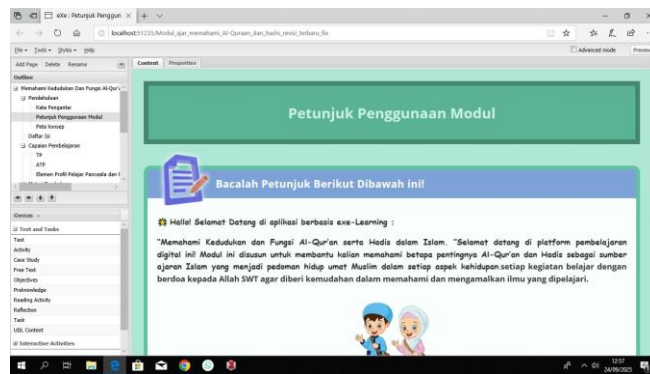 eXe : Petunjuk Penggun
localhost:51235/Modul_ajar_memahami_Al-Quraan_dan_hadis_revisi_terbaru_fix
File Tools Styles Help
Advanced mode
Preview
Add Page Delete Rename
Content Properties
Outline
Memahami Kedudukan Dan Fungsi Al-Qur'a
Pendahuluan
Kata Pengantar
Petunjuk Penggunaan Modul
Peta konsep
Daftar Isi
Capaian Pembelajaran
TP
ATP
Elemen Profil Pelajar Pancasila dan
iDevices
Text and Tasks
Text
Activity
Case Study
Free Text
Objectives
Preknowledge
Reading Activity
Reflection
Task
UDL Content
Interactive Activities
Petunjuk Penggunaan Modul
Bacalah Petunjuk Berikut Dibawah ini!
Hallo! Selamat Datang di aplikasi berbasis exe-Learning :
"Memahami Kedudukan dan Fungsi Al-Qur'an serta Hadis dalam Islam. "Selamat datang di platform pembelajaran
digital ini! Modul ini disusun untuk membantu kalian memahami betapa pentingnya Al-Qur'an dan Hadis sebagai sumber
ajaran Islam yang menjadi pedoman hidup umat Muslim dalam setiap aspek kehidupan.setiap kegiatan belajar dengan
berdoa kepada Allah SWT agar diberi kemudahan dalam memahami dan mengamalkan ilmu yang dipelajari.
12:57
24/09/2025